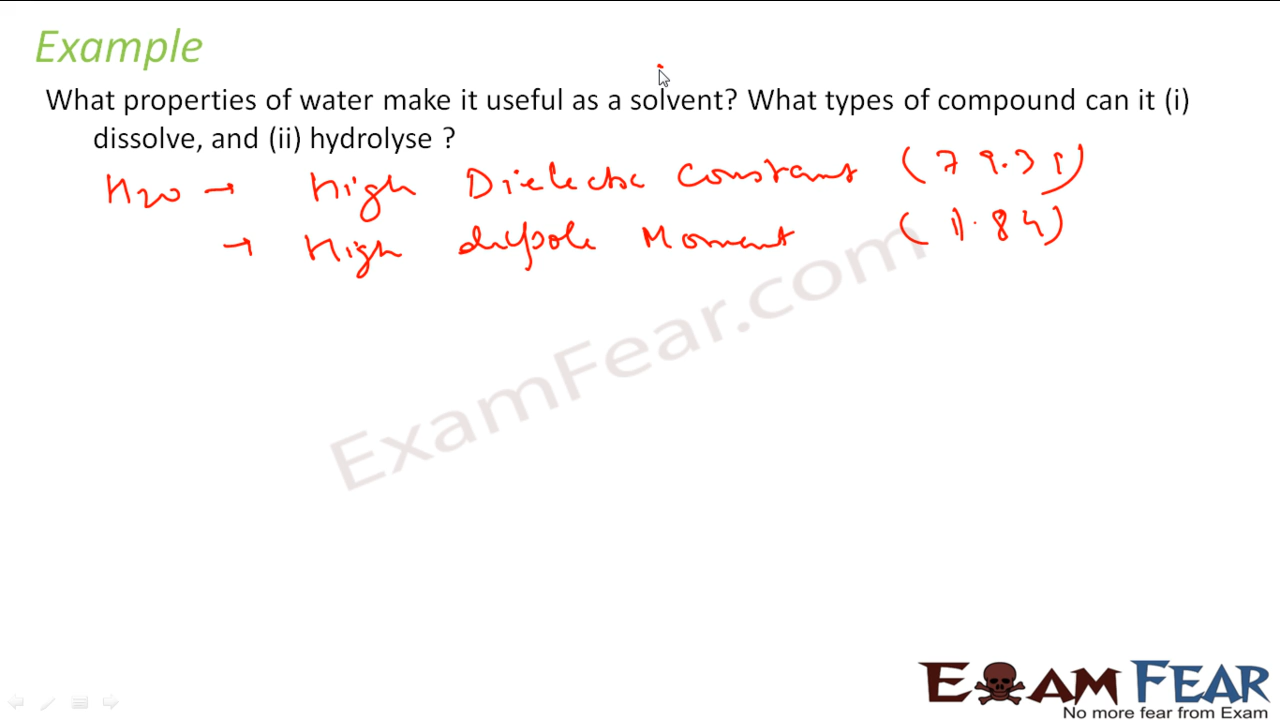 Example
What properties of water make it useful as a solvent? What types of compound can it (i)
dissolve, and (ii) hydrolyse ?
H2O → High Dielectric Constant (79.39)
→ High dipole Moment (1.84)
ExamFear.com
EXAM FEAR
No more fear from Exam